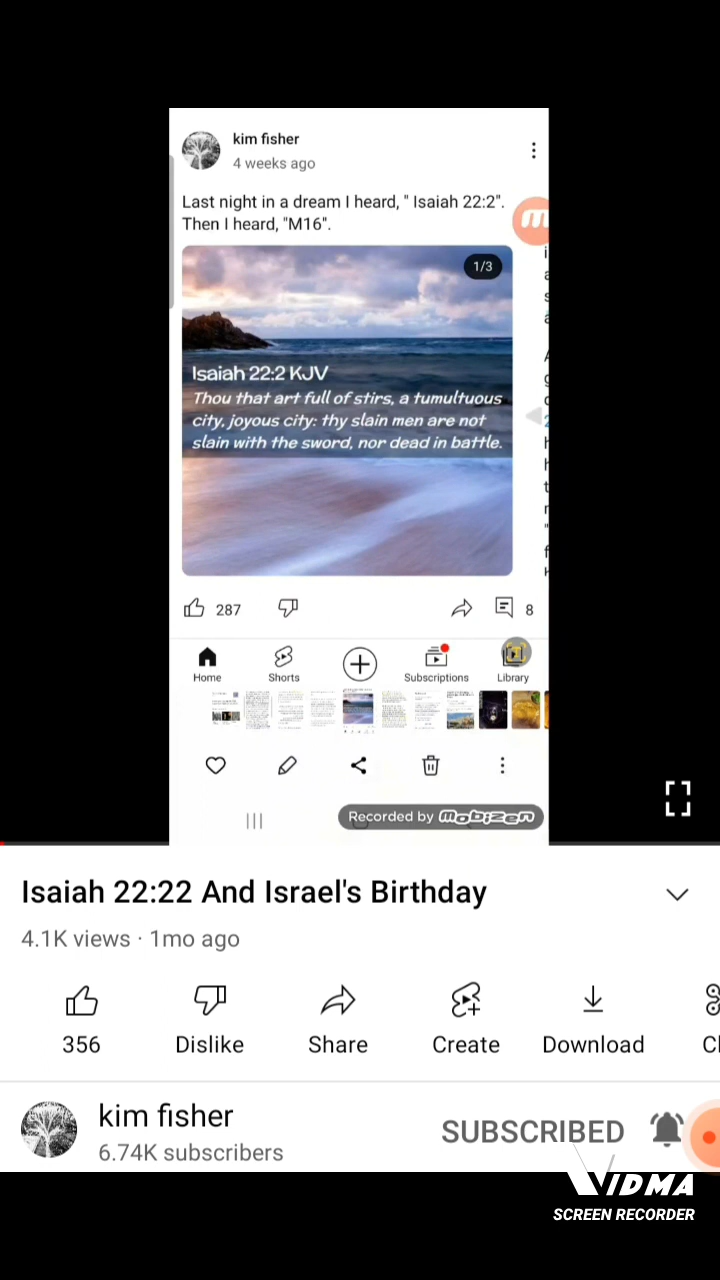 kim fisher
4 weeks ago
Last night in a dream I heard, " Isaiah 22:2".
Then I heard, "M16".
1/3
Isaiah 22:2 KJV
Thou that art full of stirs, a tumultuous
city, joyous city: thy slain men are not
slain with the sword, nor dead in battle.
287
8
Home
Shorts
Subscriptions
Library
Recorded by mobizen
Isaiah 22:22 And Israel's Birthday
4.1K views · 1mo ago
356
Dislike
Share
Create
Download
kim fisher
6.74K subscribers
SUBSCRIBED
VIDMA
SCREEN RECORDER